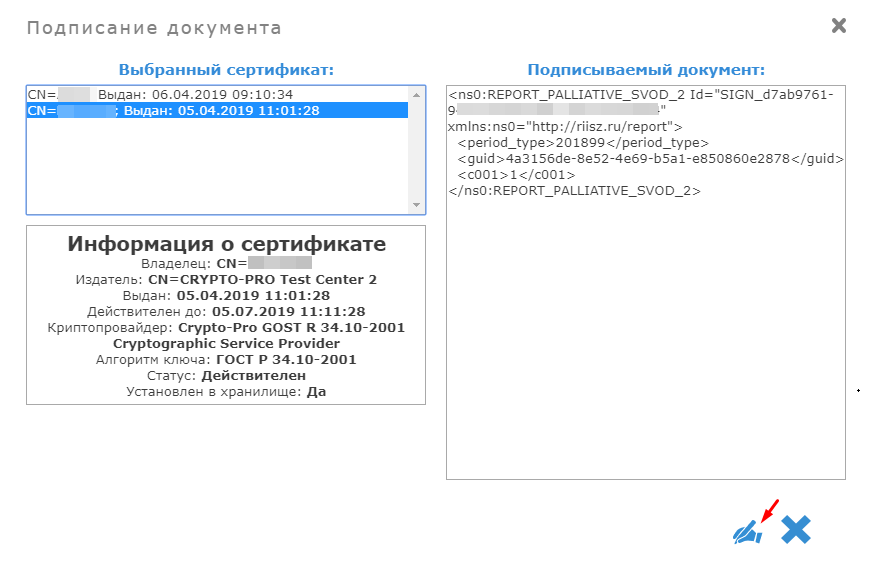 Подписание документа
Выбранный сертификат:
CN= Выдан: 06.04.2019 09:10:34
CN= ; Выдан: 05.04.2019 11:01:28
Информация о сертификате
Владелец: CN=
Издатель: CN=CRYPTO-PRO Test Center 2
Выдан: 05.04.2019 11:01:28
Действителен до: 05.07.2019 11:11:28
Криптопровайдер: Crypto-Pro GOST R 34.10-2001
Cryptographic Service Provider
Алгоритм ключа: ГОСТ Р 34.10-2001
Статус: Действителен
Установлен в хранилище: Да
Подписываемый документ:
<ns0:REPORT_PALLIATIVE_SVOD_2 Id="SIGN_d7ab9761-
9 "
xmlns:ns0="http://riisz.ru/report">
<period_type>201899</period_type>
<guid>4a3156de-8e52-4e69-b5a1-e850860e2878</guid>
<c001>1</c001>
</ns0:REPORT_PALLIATIVE_SVOD_2>